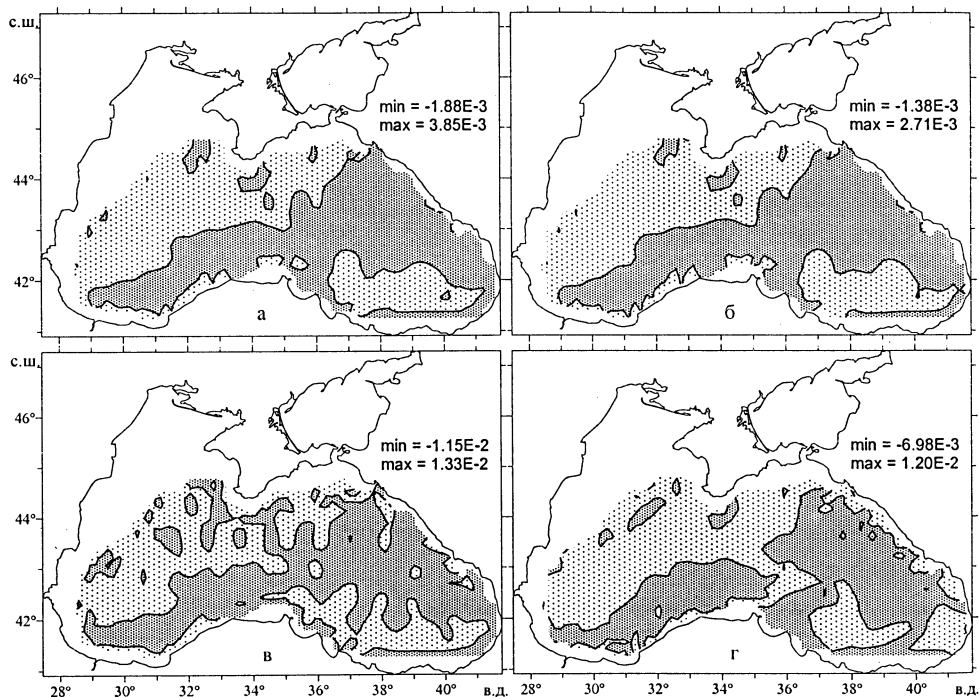 с.ш.
46°
44°
42°
min = -1.88E-3
max = 3.85E-3
а
min = -1.38E-3
max = 2.71E-3
б
с.ш.
46°
44°
42°
min = -1.15E-2
max = 1.33E-2
в
min = -6.98E-3
max = 1.20E-2
г
28° 30° 32° 34° 36° 38° 40° в.д.
28° 30° 32° 34° 36° 38° 40° в.д.